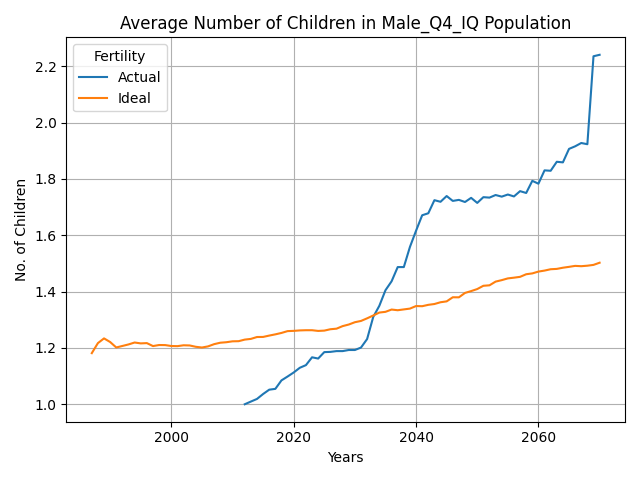 Average Number of Children in Male_Q4_IQ Population
Fertility
Actual
Ideal
2.2
2.0
1.8
1.6
1.4
1.2
1.0
No. of Children
2000
2020
2040
2060
Years